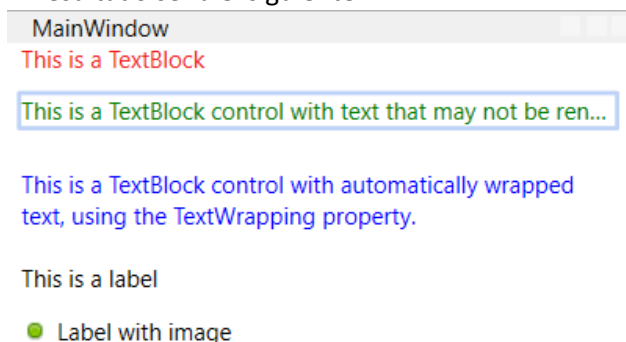 MainWindow
This is a TextBlock
This is a TextBlock control with text that may not be ren...
This is a TextBlock control with automatically wrapped
text, using the TextWrapping property.
This is a label
Label with image